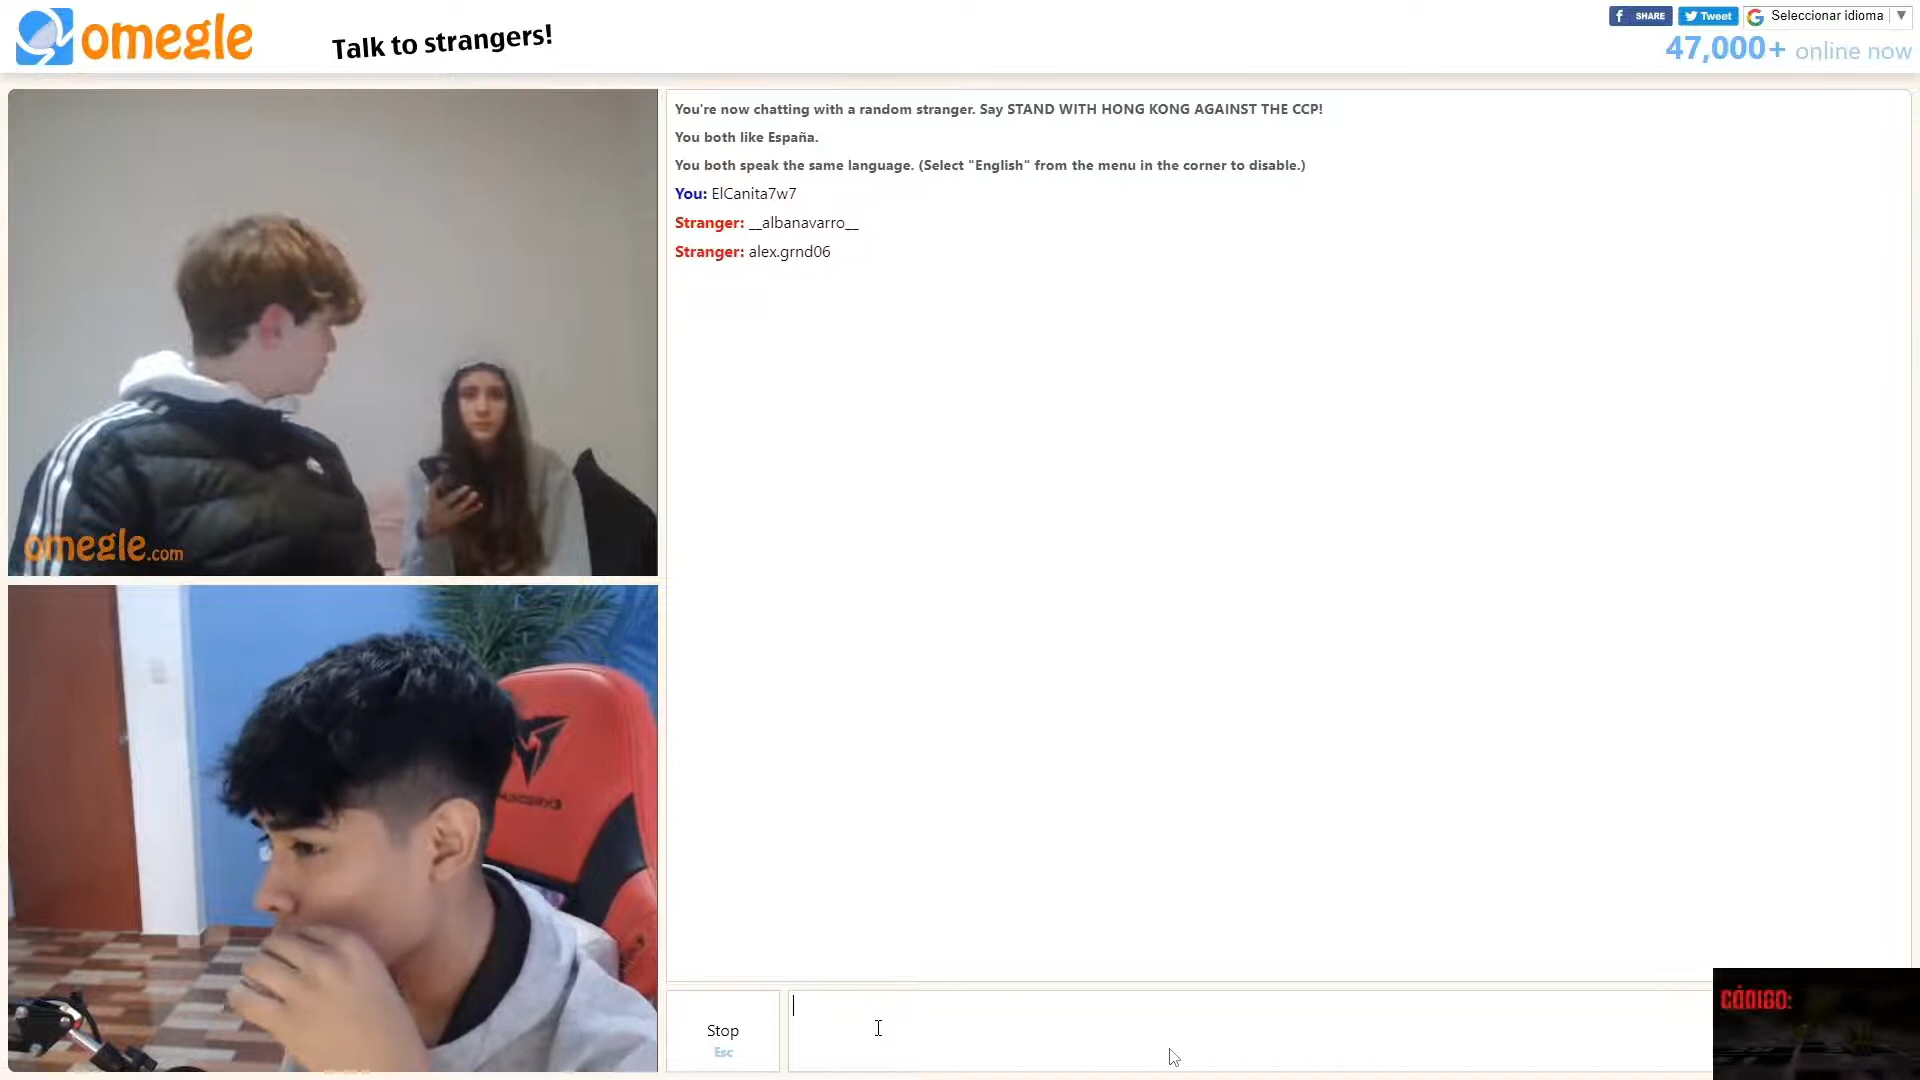 omegle
Talk to strangers!
SHARE
Tweet
Seleccionar idioma
47,000+ online now
You're now chatting with a random stranger. Say STAND WITH HONG KONG AGAINST THE CCP!
You both like España.
You both speak the same language. (Select "English" from the menu in the corner to disable.)
You: ElCanita7w7
Stranger: __albanavarro__
Stranger: alex.grnd06
omegle.com
Stop
Esc
CÓDIGO: